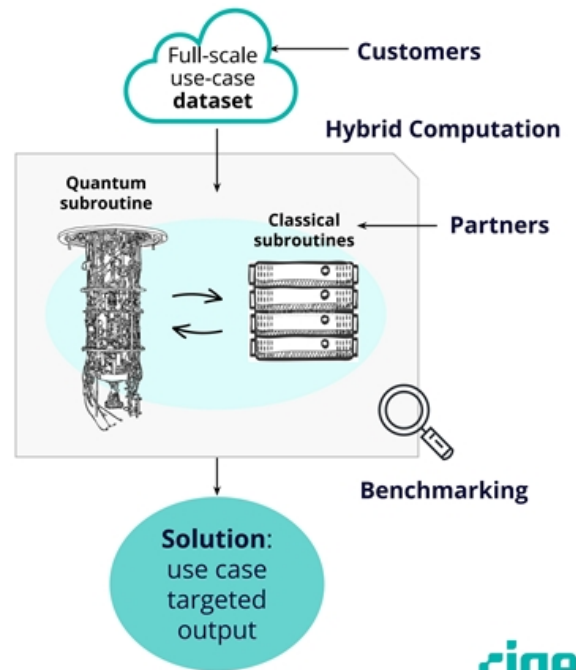 Full-scale
use-case
dataset
Customers
Hybrid Computation
Quantum
subroutine
Classical
subroutines
Partners
Benchmarking
Solution:
use case
targeted
output